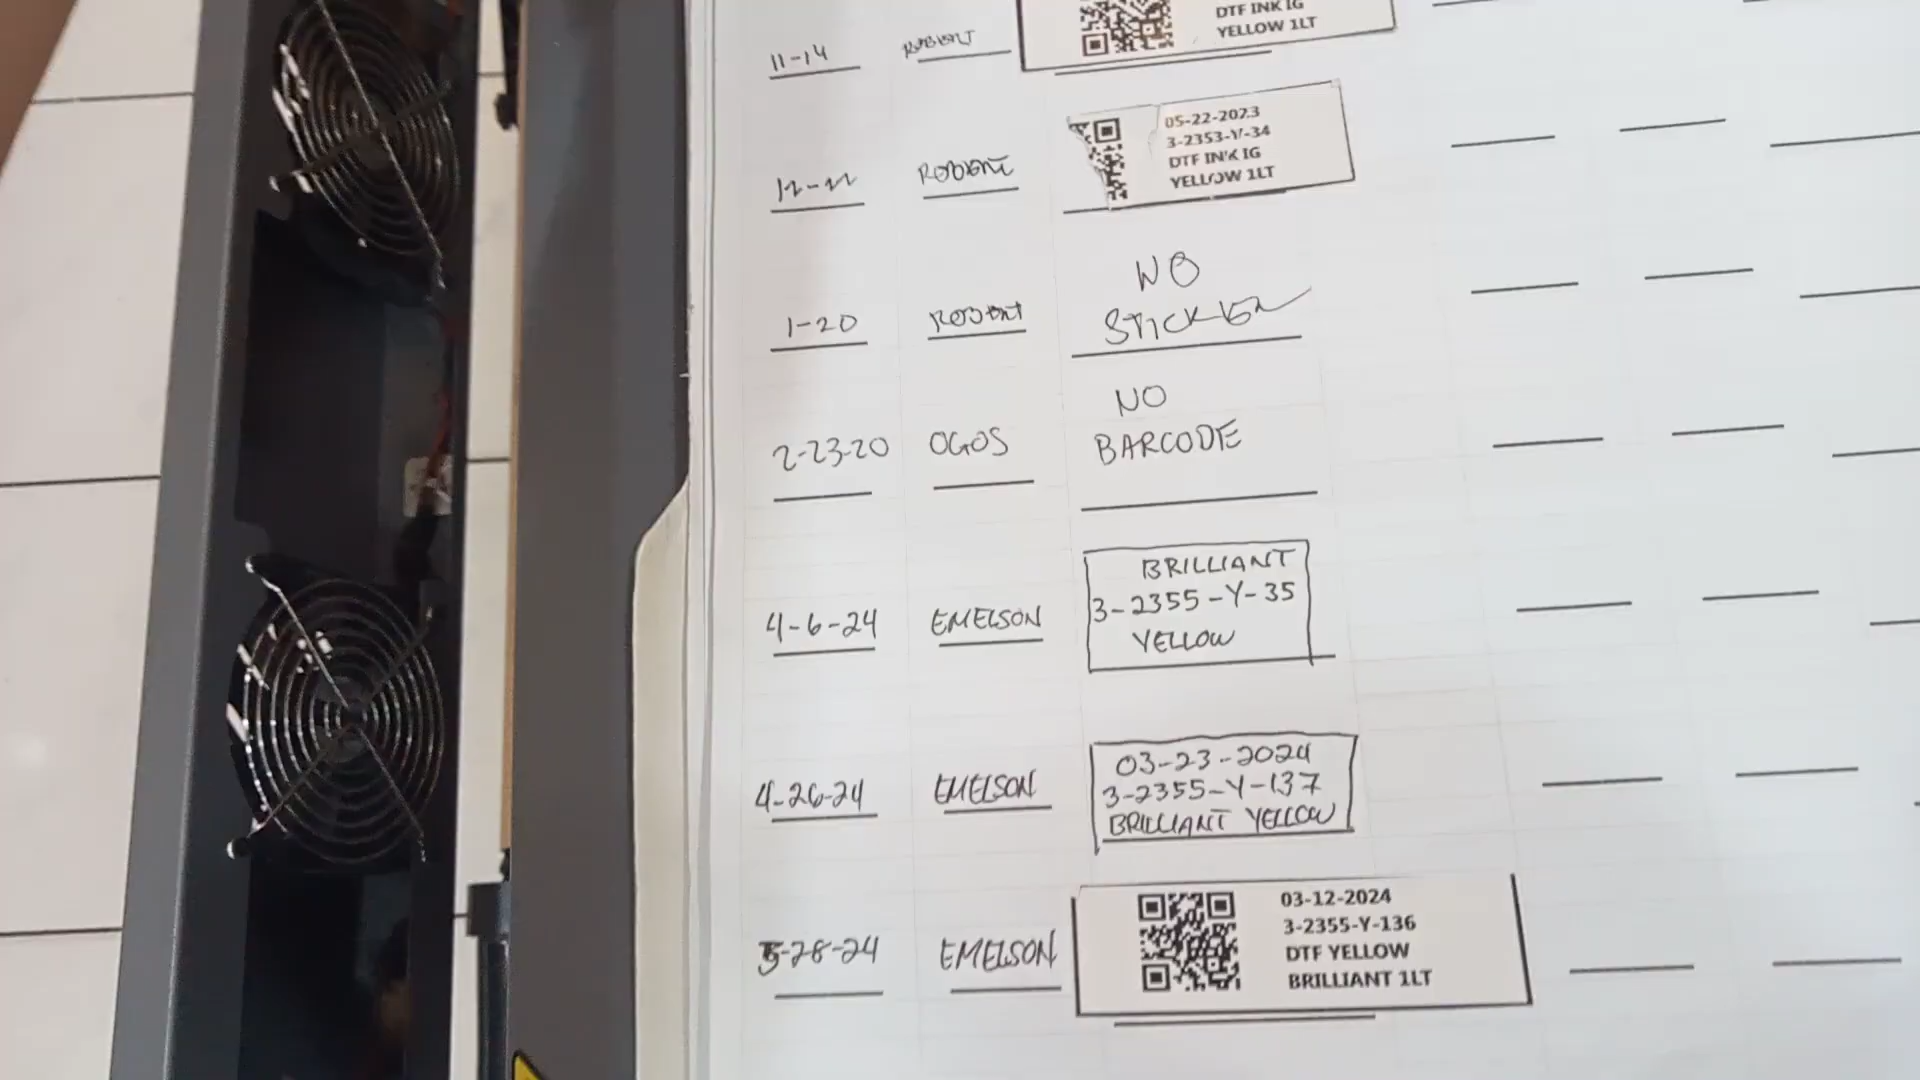 11-14 ROBENT
DTF INK IG
YELLOW 1LT
05-22-2023
3-2353-Y-34
DTF INK IG
YELLOW 1LT
ROBENT
NO
1-20 ROBENT STICKER
NO
2-23-20 OGOS BARCODE
BRILLIANT
4-6-24 EMELSON 3-2355-Y-35
YELLOW
03-23-2024
4-26-24 EMELSON 3-2355-Y-137
BRILLIANT YELLOW
03-12-2024
3-2355-Y-136
5-28-24 EMELSON DTF YELLOW
BRILLIANT 1LT